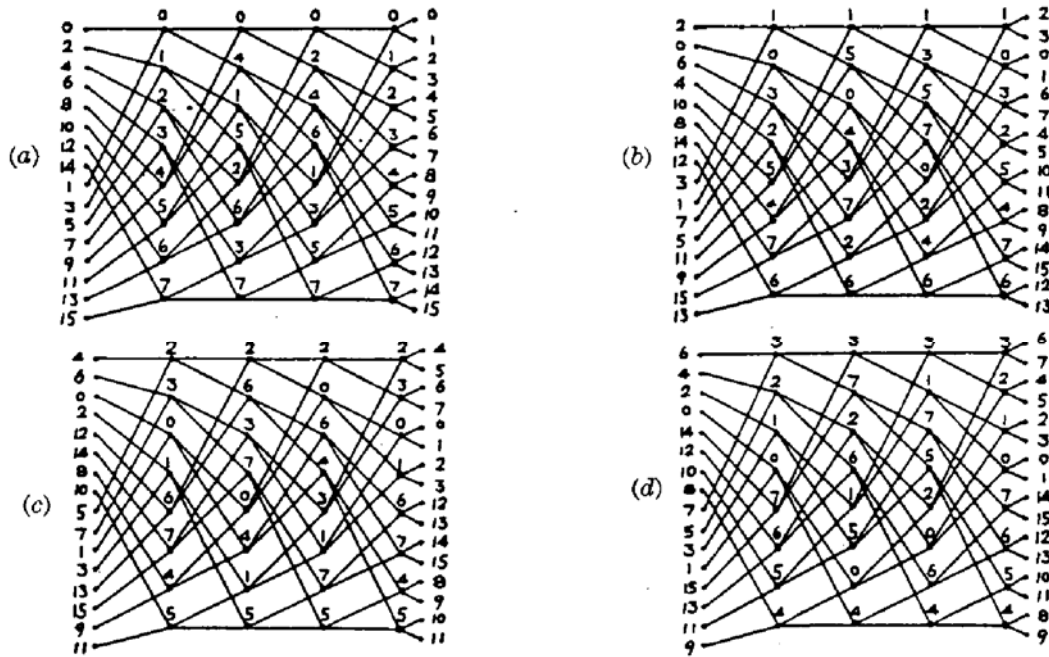 (a)
0 2 4 6 8 10 12 14 1 3 5 7 9 11 13 15
0 1 2 3 4 5 6 7
0 4 1 5 2 6 3 7
0 2 4 6 1 3 5 7
0 1 2 3 4 5 6 7
0 1 2 3 4 5 6 7 8 9 10 11 12 13 14 15
(b)
2 0 6 4 10 8 14 12 3 1 7 5 11 9 15 13
1 0 3 2 5 4 7 6
1 5 0 4 3 7 2 6
1 3 5 7 0 2 4 6
1 0 3 2 5 4 7 6
2 3 0 1 6 7 4 5 10 11 8 9 14 15 12 13
(c)
4 6 0 2 12 14 8 10 5 7 1 3 13 15 9 11
2 3 0 1 6 7 4 5
2 6 3 7 0 4 1 5
2 0 6 4 3 1 7 5
2 3 0 1 6 7 4 5
4 5 6 7 0 1 2 3 12 13 14 15 8 9 10 11
(d)
6 4 2 0 14 12 10 8 7 5 3 1 15 13 11 9
3 2 1 0 7 6 5 4
3 7 2 6 1 5 0 4
3 1 7 5 2 0 6 4
3 2 1 0 7 6 5 4
6 7 4 5 2 3 0 1 14 15 12 13 10 11 8 9